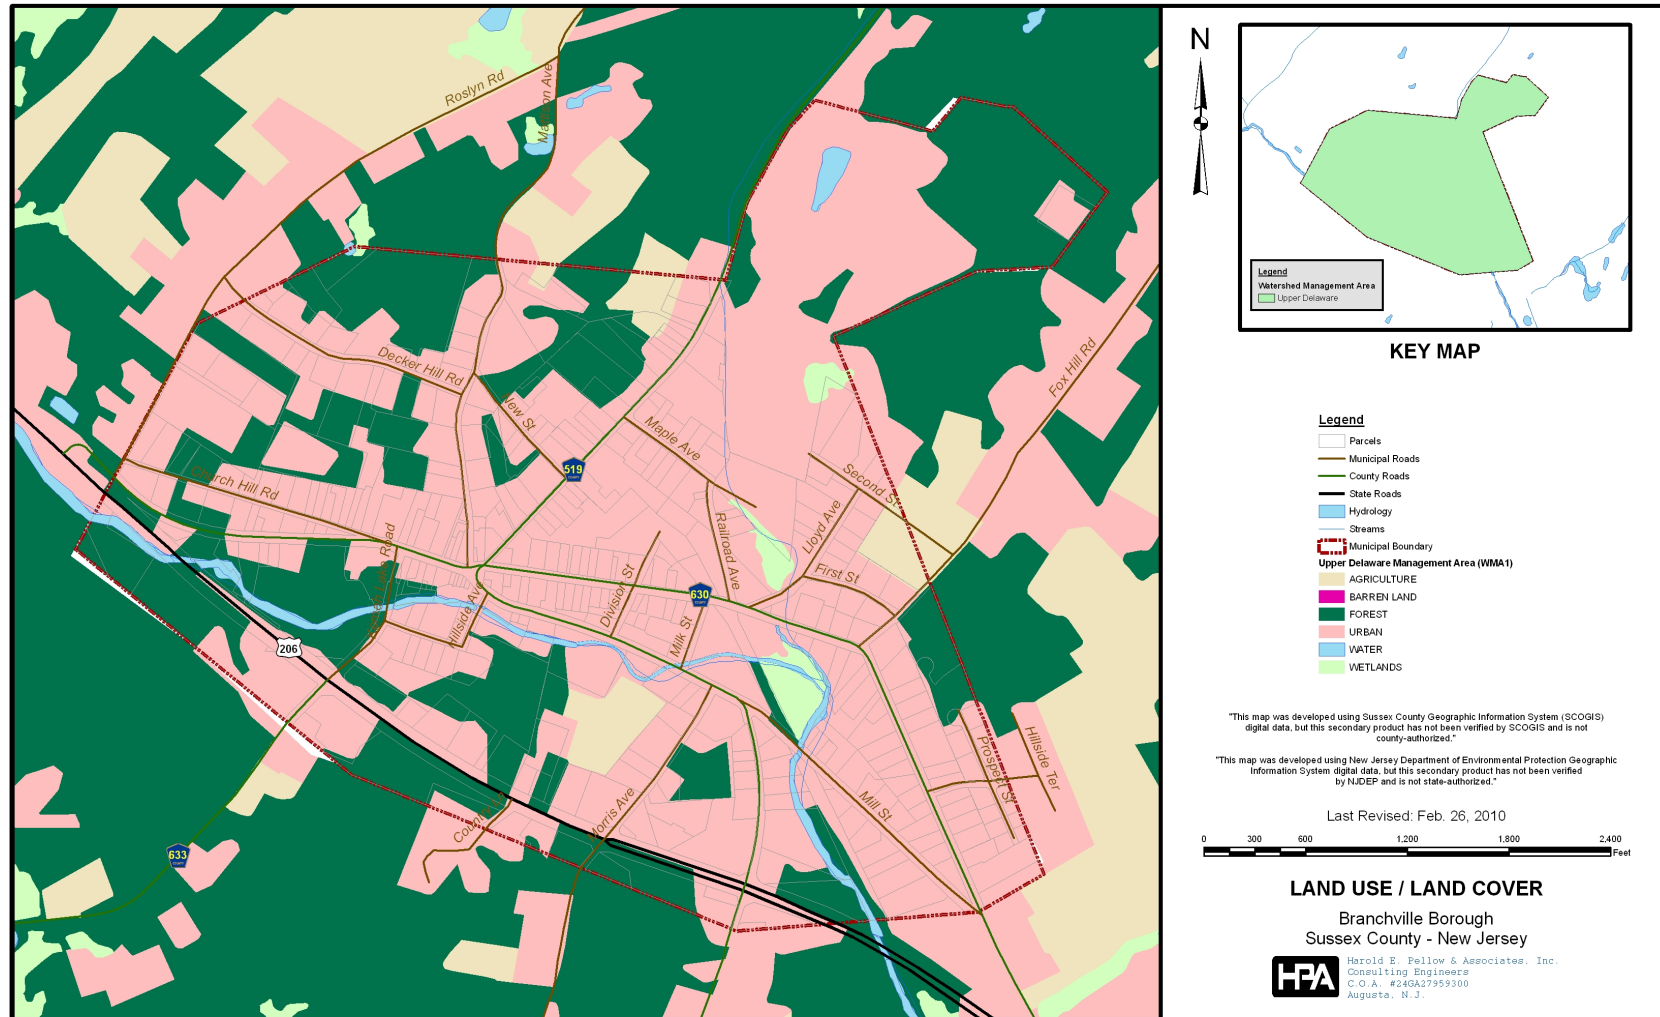 Roslyn Rd
Decker Hill Rd
New St
Maple Ave
Fox Hill Rd
Second St
Church Hill Rd
519
COUNTY
Railroad Ave
Lloyd Ave
First St
Division St
630
COUNTY
Hillside Ave
Milk St
206
Prospect St
Hillside Ter
Mill St
Morris Ave
633
COUNTY
N
Legend
Watershed Management Area
Upper Delaware
KEY MAP
Legend
Parcels
Municipal Roads
County Roads
State Roads
Hydrology
Streams
Municipal Boundary
Upper Delaware Management Area (WMA1)
AGRICULTURE
BARREN LAND
FOREST
URBAN
WATER
WETLANDS
"This map was developed using Sussex County Geographic Information System (SCOGIS)
digital data, but this secondary product has not been verified by SCOGIS and is not
county-authorized."
"This map was developed using New Jersey Department of Environmental Protection Geographic
Information System digital data, but this secondary product has not been verified
by NJDEP and is not state-authorized."
Last Revised: Feb. 26, 2010
0 300 600 1,200 1,800 2,400
Feet
LAND USE / LAND COVER
Branchville Borough
Sussex County - New Jersey
HPA
Harold E. Pellow & Associates, Inc.
Consulting Engineers
C.O.A. #24GA27959300
Augusta, N.J.